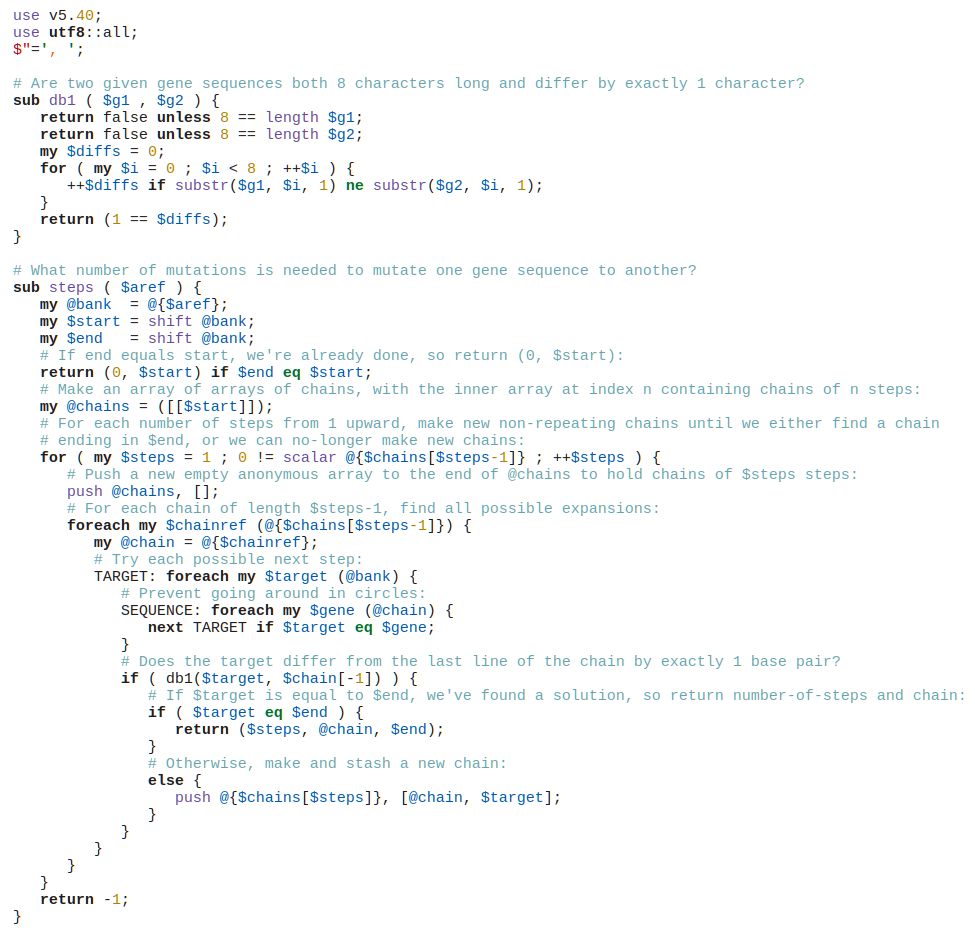 use v5.40;
use utf8::all;
$"=', ';

# Are two given gene sequences both 8 characters long and differ by exactly 1 character?
sub db1 ( $g1 , $g2 ) {
   return false unless 8 == length $g1;
   return false unless 8 == length $g2;
   my $diffs = 0;
   for ( my $i = 0 ; $i < 8 ; ++$i ) {
      ++$diffs if substr($g1, $i, 1) ne substr($g2, $i, 1);
   }
   return (1 == $diffs);
}

# What number of mutations is needed to mutate one gene sequence to another?
sub steps ( $aref ) {
   my @bank  = @{$aref};
   my $start = shift @bank;
   my $end   = shift @bank;
   # If end equals start, we're already done, so return (0, $start):
   return (0, $start) if $end eq $start;
   # Make an array of arrays of chains, with the inner array at index n containing chains of n steps:
   my @chains = ([[$start]]);
   # For each number of steps from 1 upward, make new non-repeating chains until we either find a chain
   # ending in $end, or we can no-longer make new chains:
   for ( my $steps = 1 ; 0 != scalar @{$chains[$steps-1]} ; ++$steps ) {
      # Push a new empty anonymous array to the end of @chains to hold chains of $steps steps:
      push @chains, [];
      # For each chain of length $steps-1, find all possible expansions:
      foreach my $chainref (@{$chains[$steps-1]}) {
         my @chain = @{$chainref};
         # Try each possible next step:
         TARGET: foreach my $target (@bank) {
            # Prevent going around in circles:
            SEQUENCE: foreach my $gene (@chain) {
               next TARGET if $target eq $gene;
            }
            # Does the target differ from the last line of the chain by exactly 1 base pair?
            if ( db1($target, $chain[-1]) ) {
               # If $target is equal to $end, we've found a solution, so return number-of-steps and chain:
               if ( $target eq $end ) {
                  return ($steps, @chain, $end);
               }
               # Otherwise, make and stash a new chain:
               else {
                  push @{$chains[$steps]}, [@chain, $target];
               }
            }
         }
      }
   }
   return -1;
}